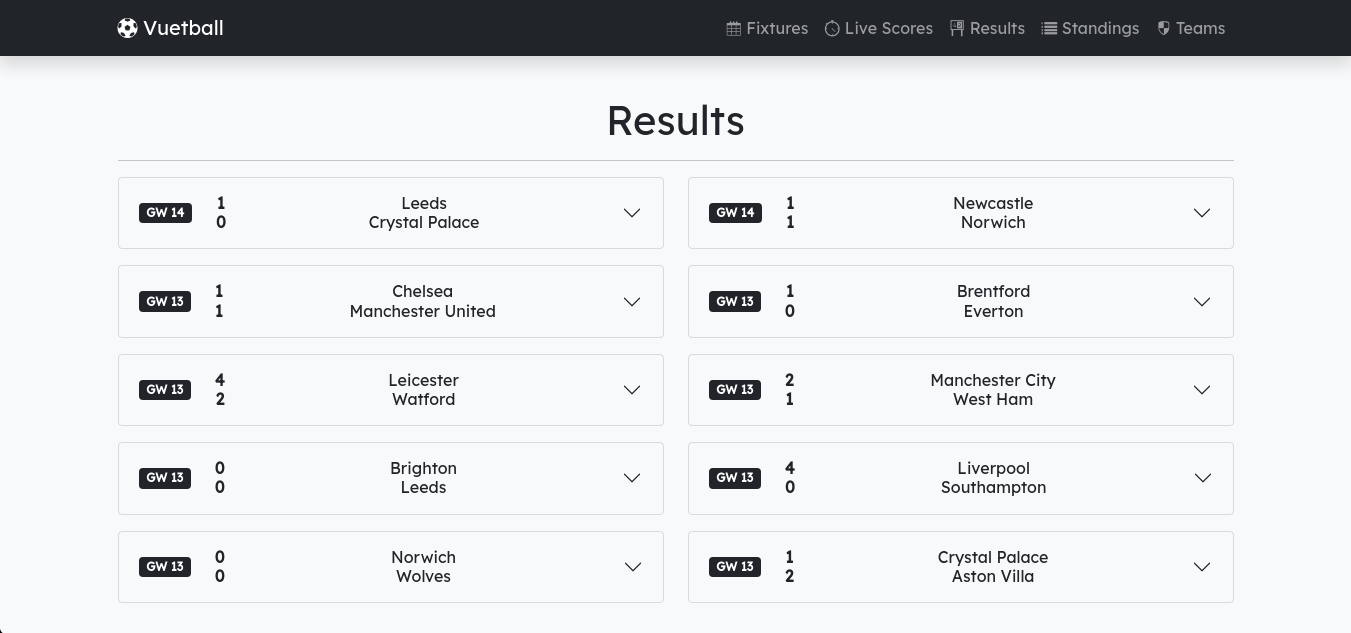 Vuetball
Fixtures Live Scores Results Standings Teams
Results
GW 14
1
0
Leeds
Crystal Palace
GW 14
1
1
Newcastle
Norwich
GW 13
1
1
Chelsea
Manchester United
GW 13
1
0
Brentford
Everton
GW 13
4
2
Leicester
Watford
GW 13
2
1
Manchester City
West Ham
GW 13
0
0
Brighton
Leeds
GW 13
4
0
Liverpool
Southampton
GW 13
0
0
Norwich
Wolves
GW 13
1
2
Crystal Palace
Aston Villa